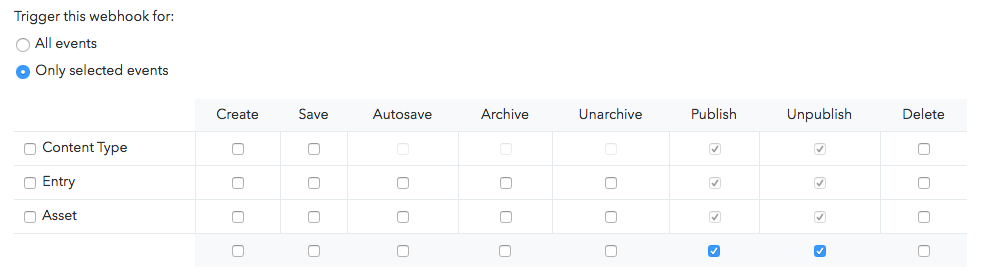 Trigger this webhook for:
All events
Only selected events
Create Save Autosave Archive Unarchive Publish Unpublish Delete
Content Type
Entry
Asset